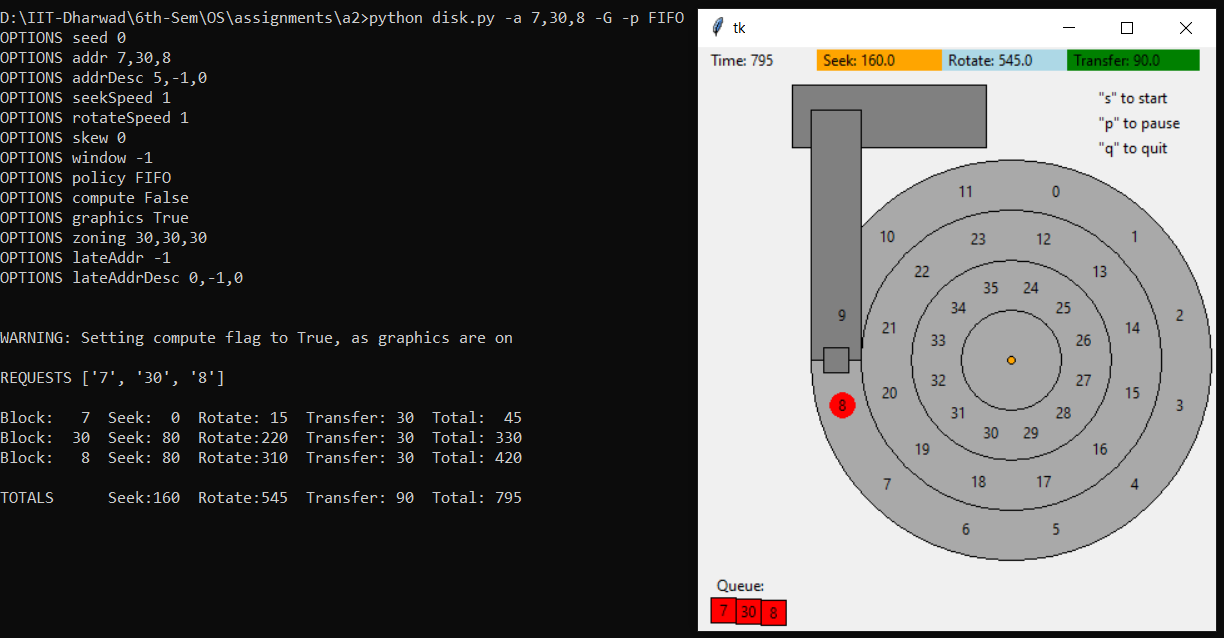 D:\IIT-Dharwad\6th-Sem\OS\assignments\a2>python disk.py -a 7,30,8 -G -p FIFO
OPTIONS seed 0
OPTIONS addr 7,30,8
OPTIONS addrDesc 5,-1,0
OPTIONS seekSpeed 1
OPTIONS rotateSpeed 1
OPTIONS skew 0
OPTIONS window -1
OPTIONS policy FIFO
OPTIONS compute False
OPTIONS graphics True
OPTIONS zoning 30,30,30
OPTIONS lateAddr -1
OPTIONS lateAddrDesc 0,-1,0
WARNING: Setting compute flag to True, as graphics are on
REQUESTS ['7', '30', '8']
Block:   7  Seek:  0  Rotate: 15  Transfer: 30  Total:  45
Block:  30  Seek: 80  Rotate:220  Transfer: 30  Total: 330
Block:   8  Seek: 80  Rotate:310  Transfer: 30  Total: 420
TOTALS      Seek:160  Rotate:545  Transfer: 90  Total: 795
tk
Time: 795 Seek: 160.0 Rotate: 545.0 Transfer: 90.0
"s" to start
"p" to pause
"q" to quit
11 0
10 23 12 1
22 13
35 24
34 25
9 2
21 14
33 26
32 27
20 15
8 3
31 28
30 29
19 16
7 18 17 4
6 5
Queue:
7 30 8